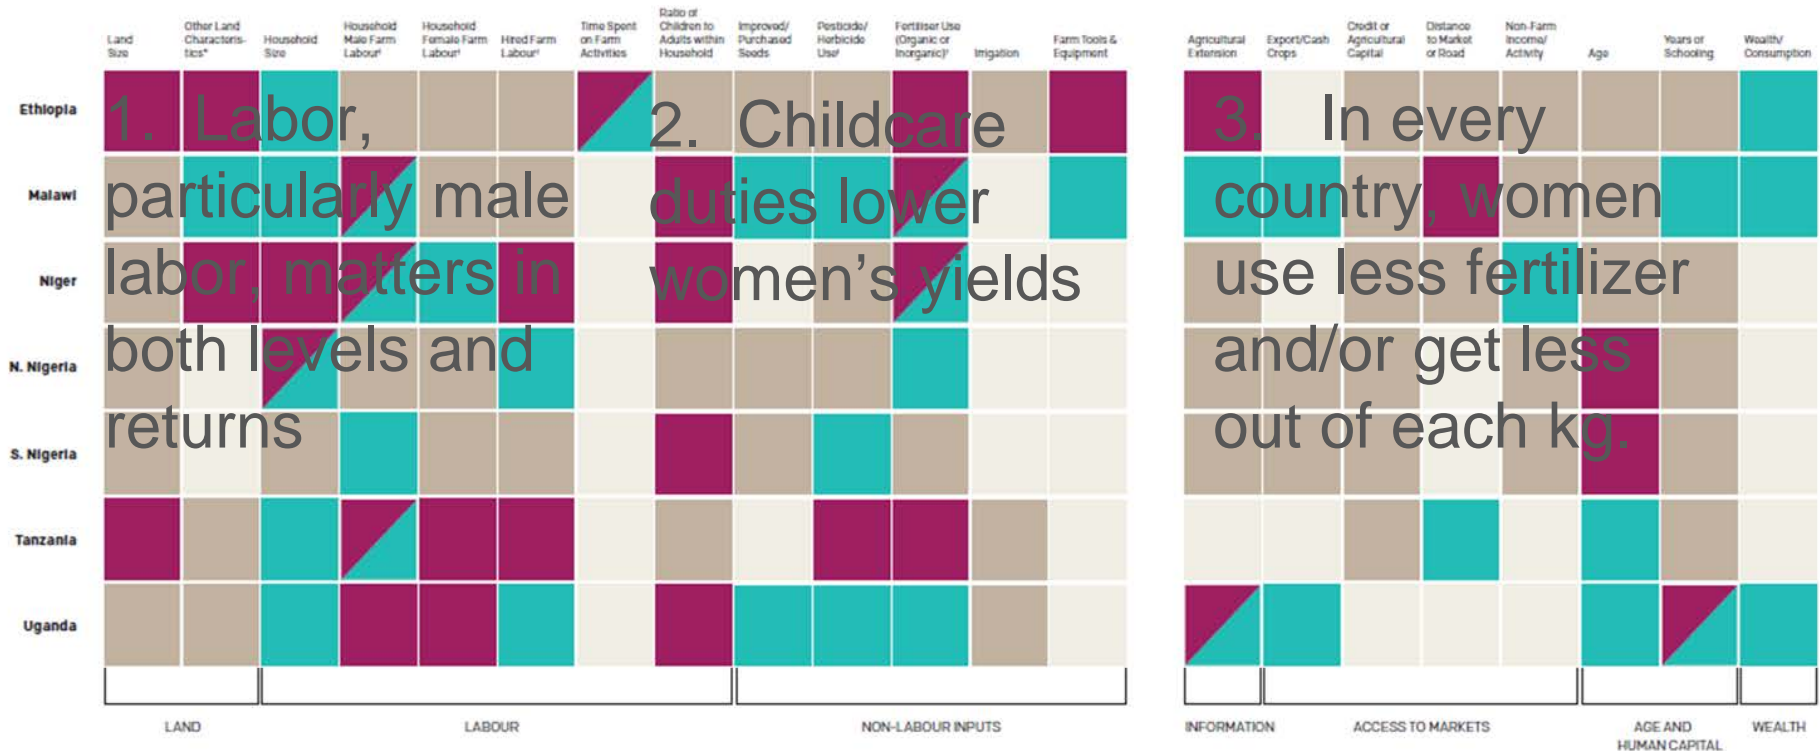 Land
Size
Other Land
Characteris-
tics*
Household
Size
Household
Male Farm
Labour†
Household
Female Farm
Labour†
Hired Farm
Labour†
Time Spent
on Farm
Activities
Ratio of
Children to
Adults within
Household
Improved/
Purchased
Seeds
Pesticide/
Herbicide
Use†
Fertiliser Use
(Organic or
Inorganic)†
Irrigation
Farm Tools &
Equipment
Agricultural
Extension
Export/Cash
Crops
Credit or
Agricultural
Capital
Distance
to Market
or Road
Non-Farm
Income/
Activity
Age
Years of
Schooling
Wealth/
Consumption
Ethiopia
Malawi
Niger
N. Nigeria
S. Nigeria
Tanzania
Uganda
1. Labor,
particularly male
labor, matters in
both levels and
returns
2. Childcare
duties lower
women’s yields
3. In every
country, women
use less fertilizer
and/or get less
out of each kg.
LAND
LABOUR
NON-LABOUR INPUTS
INFORMATION
ACCESS TO MARKETS
AGE AND
HUMAN CAPITAL
WEALTH